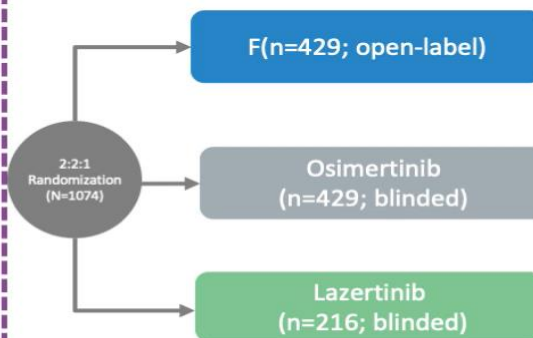 F(n=429; open-label)
2:2:1
Randomization
(N=1074)
Osimertinib
(n=429; blinded)
Lazertinib
(n=216; blinded)